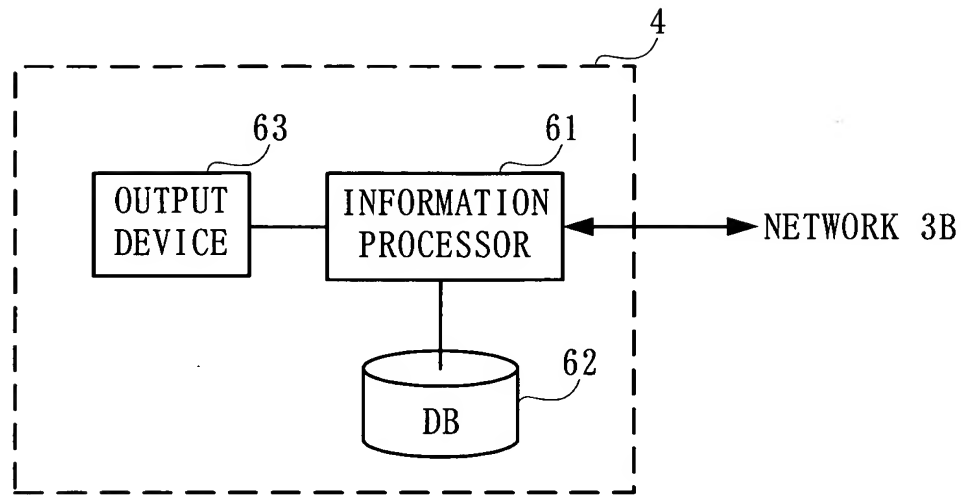 4
63
61
OUTPUT
DEVICE
INFORMATION
PROCESSOR
NETWORK 3B
62
DB